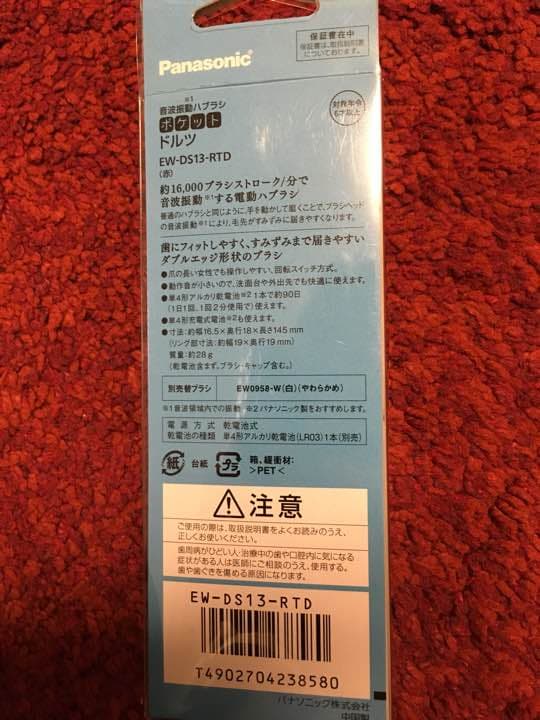 保証書在中
保証書は、取扱説明書
についております。
Panasonic
※1
音波振動ハブラシ
ポケット
ドルツ
対象年令
6才以上
EW-DS13-RTD
(赤)
約16,000ブラシストローク/分で
音波振動※1する電動ハブラシ
普通のハブラシと同じように、手を動かして磨くことで、ブラシヘッド
の音波振動※1により、毛先がすみずみに届きやすくなります。
歯にフィットしやすく、すみずみまで届きやすい
ダブルエッジ形状のブラシ
●爪の長い女性でも操作しやすい、回転スイッチ方式。
●動作音が小さいので、洗面台や外出先でも快適に使えます。
●単4形アルカリ乾電池※2 1本で約90日
(1日1回、1回2分使用で)使えます。
●単4形充電式電池※2も使えます。
●寸法:約幅16.5×奥行18×長さ145mm
(リング部寸法:約幅19×奥行19mm)
質量:約28g
(乾電池含まず、ブラシ・キャップ含む。)
別売替ブラシ EW0958-W(白)(やわらかめ)
※1 音波領域内での振動 ※2 パナソニック製をおすすめします。
電源方式 乾電池式
乾電池の種類 単4形アルカリ乾電池(LR03)1本(別売)
紙 台紙 プラ 箱、緩衝材:
>PET<
注意
ご使用の際は、取扱説明書をよくお読みのうえ、
正しくお使いください。
歯周病がひどい人・治療中の歯や口腔内に気になる
症状がある人は医師にご相談のうえ、使用する。
歯や歯ぐきを傷める原因になります。
EW-DS13-RTD
T4902704238580
パナソニック株式会社
中国製